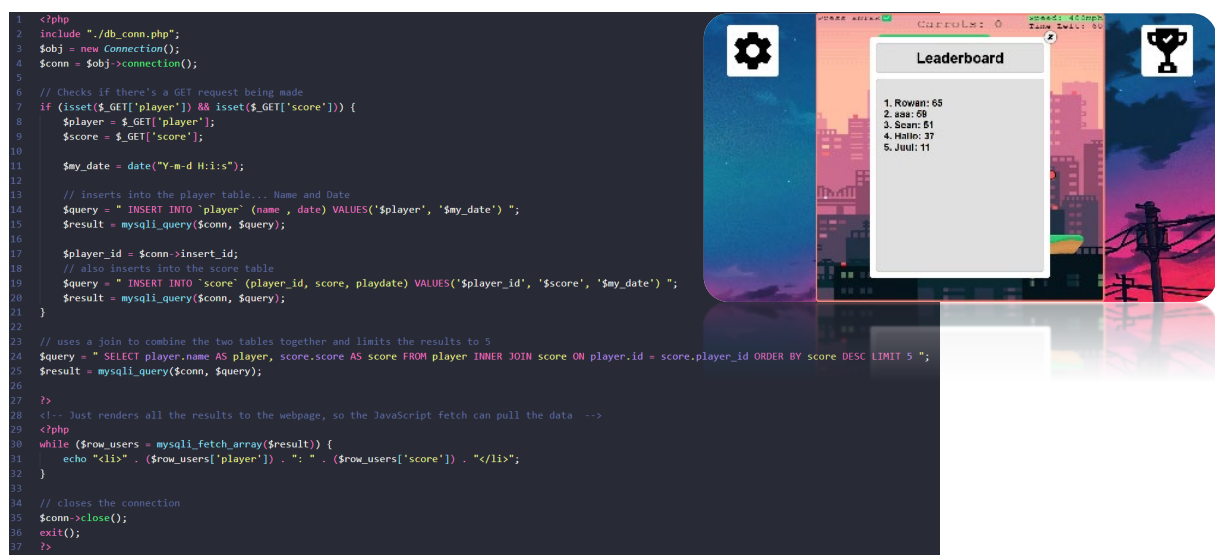 1 <?php
2 include "./db_conn.php";
3 $obj = new Connection();
4 $conn = $obj->connection();
5
6 // Checks if there's a GET request being made
7 if (isset($_GET['player']) && isset($_GET['score'])) {
8 $player = $_GET['player'];
9 $score = $_GET['score'];
10
11 $my_date = date("Y-m-d H:i:s");
12
13 // inserts into the player table... Name and Date
14 $query = " INSERT INTO `player` (name , date) VALUES('$player', '$my_date') ";
15 $result = mysqli_query($conn, $query);
16
17 $player_id = $conn->insert_id;
18 // also inserts into the score table
19 $query = " INSERT INTO `score` (player_id, score, playdate) VALUES('$player_id', '$score', '$my_date') ";
20 $result = mysqli_query($conn, $query);
21 }
22
23 // uses a join to combine the two tables together and limits the results to 5
24 $query = " SELECT player.name AS player, score.score AS score FROM player INNER JOIN score ON player.id = score.player_id ORDER BY score DESC LIMIT 5 ";
25 $result = mysqli_query($conn, $query);
26
27 ?>
28 <!-- Just renders all the results to the webpage, so the JavaScript fetch can pull the data -->
29 <?php
30 while ($row_users = mysqli_fetch_array($result)) {
31 echo "<li>" . ($row_users['player']) . ": " . ($row_users['score']) . "</li>";
32 }
33
34 // closes the connection
35 $conn->close();
36 exit();
37 ?>
Carrots: 0
Speed: 400mph
x
Leaderboard
1. Rowan: 65
2. aaa: 59
3. Sean: 51
4. Hallo: 37
5. Juul: 11